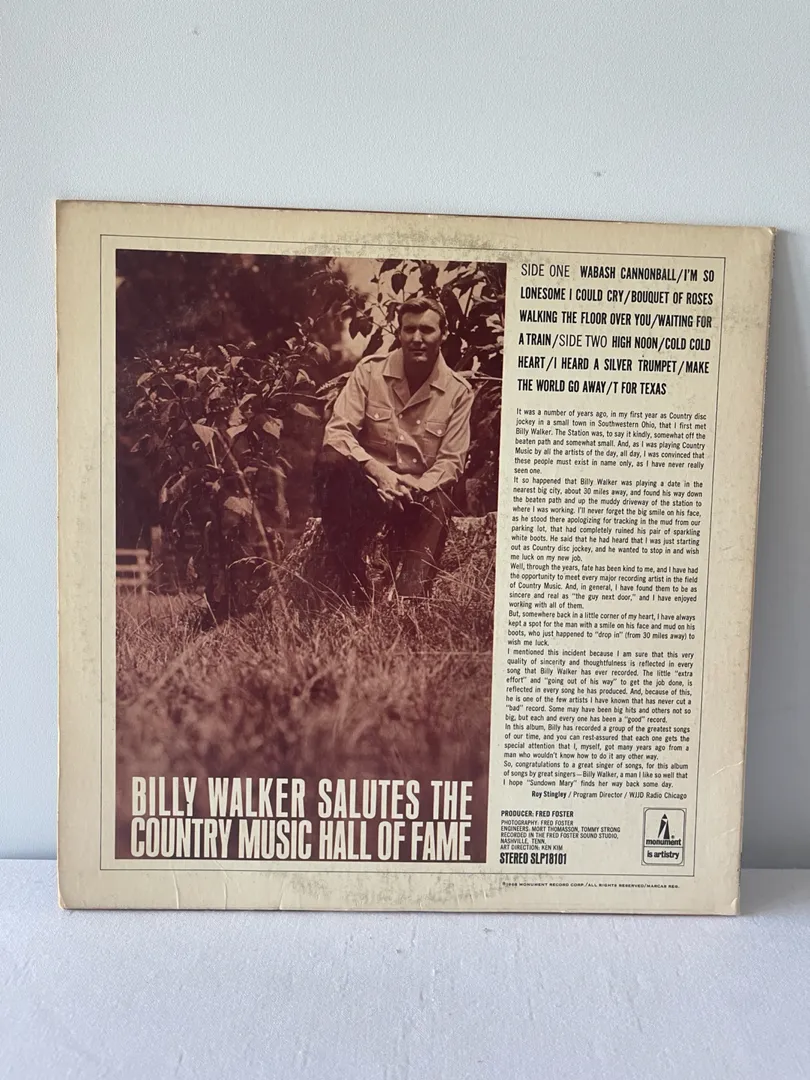 SIDE ONE WABASH CANNONBALL/I'M SO
LONESOME I COULD CRY/BOUQUET OF ROSES
WALKING THE FLOOR OVER YOU/WAITING FOR
A TRAIN/SIDE TWO HIGH NOON/COLD COLD
HEART/I HEARD A SILVER TRUMPET/MAKE
THE WORLD GO AWAY/T FOR TEXAS
It was a number of years ago, in my first year as Country disc
jockey in a small town in Southwestern Ohio, that I first met
Billy Walker. The Station was, to say it kindly, somewhat off the
beaten path and somewhat small. And, as I was playing Country
Music by all the artists of the day, all day, I was convinced that
these people must exist in name only, as I have never really
seen one.
It so happened that Billy Walker was playing a date in the
nearest big city, about 30 miles away, and found his way down
the beaten path and up the muddy driveway of the station to
where I was working. I'll never forget the big smile on his face,
as he stood there apologizing for tracking in the mud from our
parking lot, that had completely ruined his pair of sparkling
white boots. He said that he had heard that I was just starting
out as Country disc jockey, and he wanted to stop in and wish
me luck on my new job.
Well, through the years, fate has been kind to me, and I have had
the opportunity to meet every major recording artist in the field
of Country Music. And, in general, I have found them to be as
sincere and real as "the guy next door," and I have enjoyed
working with all of them.
But, somewhere back in a little corner of my heart, I have always
kept a spot for the man with a smile on his face and mud on his
boots, who just happened to "drop in" (from 30 miles away) to
wish me luck.
I mentioned this incident because I am sure that this very
quality of sincerity and thoughtfulness is reflected in every
song that Billy Walker has ever recorded. The little "extra
effort" and "going out of his way" to get the job done, is
reflected in every song he has produced. And, because of this,
he is one of the few artists I have known that has never cut a
"bad" record. Some may have been big hits and others not so
big, but each and every one has been a "good" record.
In this album, Billy has recorded a group of the greatest songs
of our time, and you can rest-assured that each one gets the
special attention that I, myself, got many years ago from a
man who wouldn't know how to do it any other way.
So, congratulations to a great singer of songs, for this album
of songs by great singers—Billy Walker, a man I like so well that
I hope "Sundown Mary" finds her way back some day.
Roy Stingley / Program Director / WJJD Radio Chicago
BILLY WALKER SALUTES THE
COUNTRY MUSIC HALL OF FAME
PRODUCER: FRED FOSTER
PHOTOGRAPHY: FRED FOSTER
ENGINEERS: MORT THOMASSON, TOMMY STRONG
RECORDED IN THE FRED FOSTER SOUND STUDIO,
NASHVILLE, TENN.
ART DIRECTION: KEN KIM
STEREO SLP18101
monument
is artistry
MONUMENT RECORD CORP./ALL RIGHTS RESERVED/MARCAS REG.